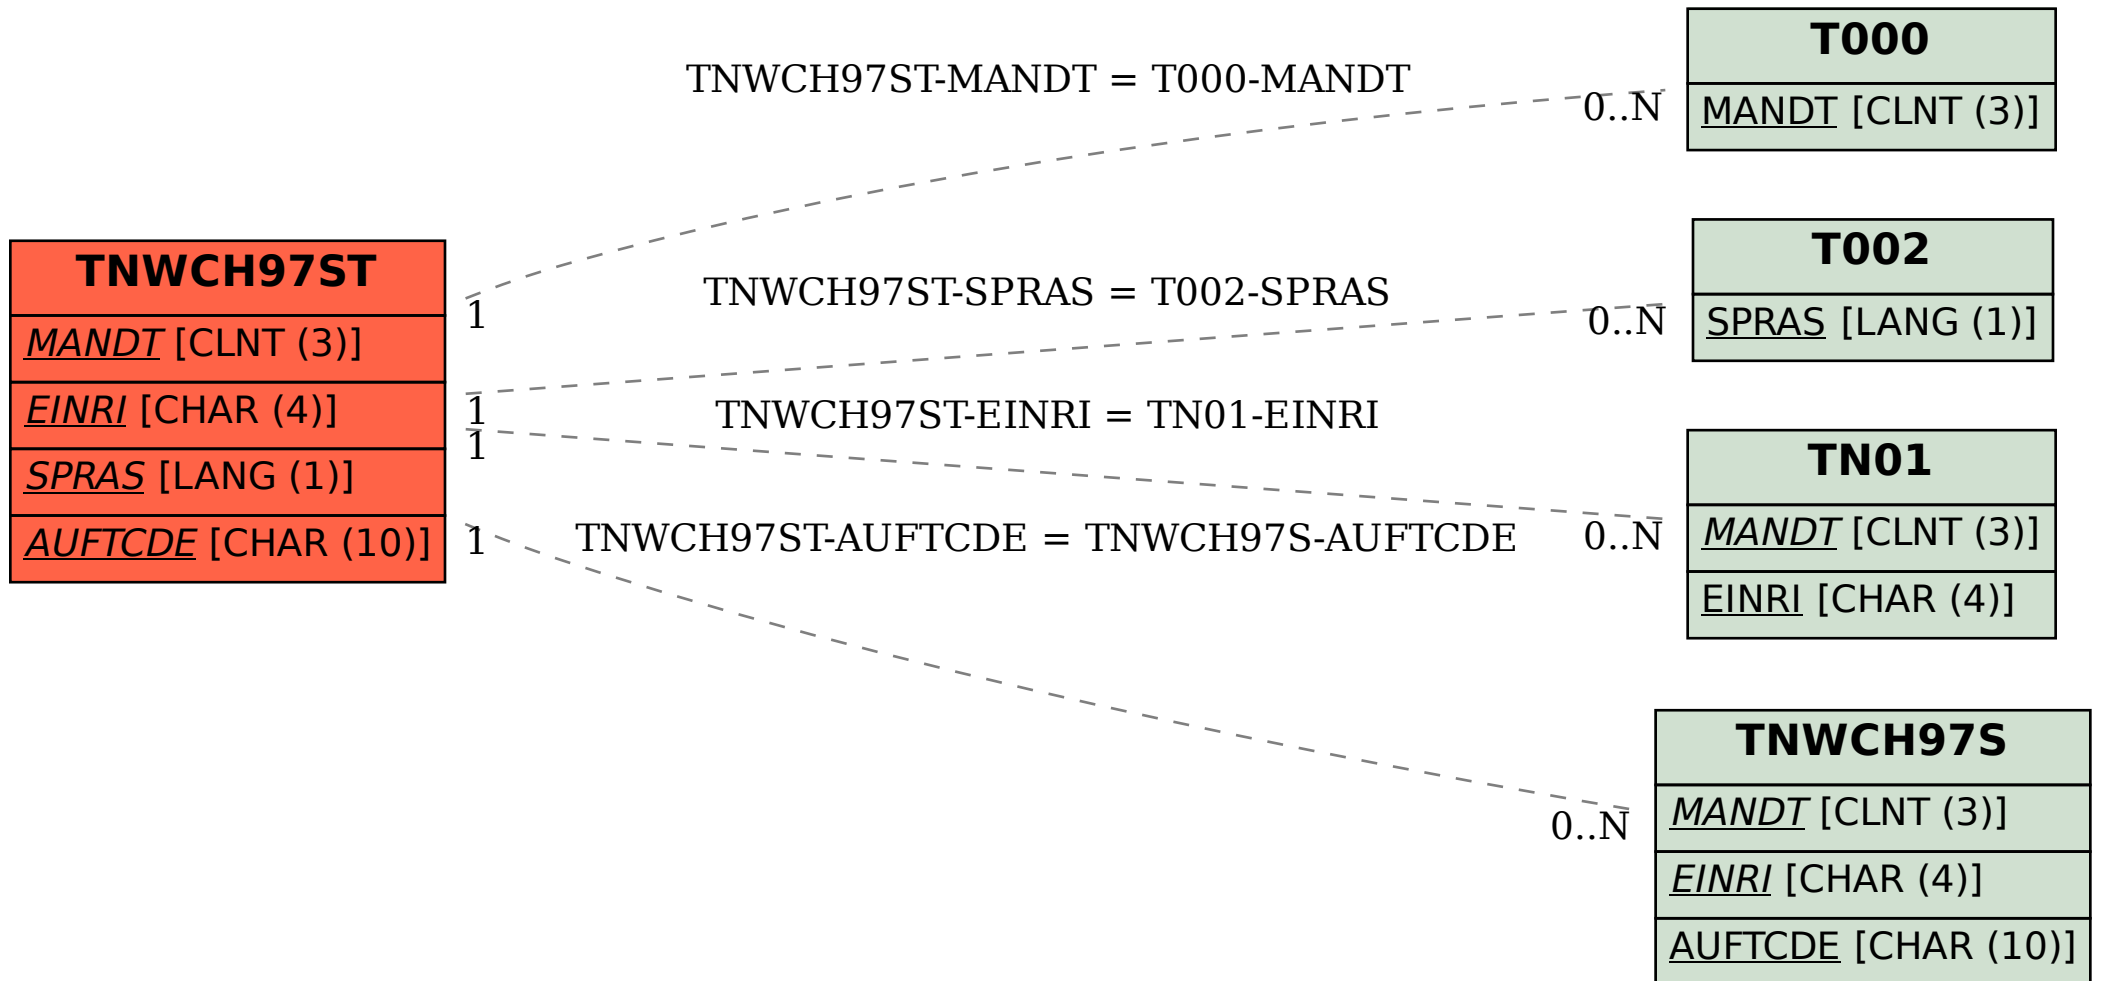 T000
MANDT [CLNT (3)]
TNWCH97ST-MANDT = T000-MANDT
0..N
1
TNWCH97ST
MANDT [CLNT (3)]
EINRI [CHAR (4)]
SPRAS [LANG (1)]
AUFTCDE [CHAR (10)]
T002
SPRAS [LANG (1)]
TNWCH97ST-SPRAS = T002-SPRAS
0..N
1
TNWCH97ST-EINRI = TN01-EINRI
1
0..N
TN01
MANDT [CLNT (3)]
EINRI [CHAR (4)]
TNWCH97ST-AUFTCDE = TNWCH97S-AUFTCDE
1
0..N
TNWCH97S
MANDT [CLNT (3)]
EINRI [CHAR (4)]
AUFTCDE [CHAR (10)]